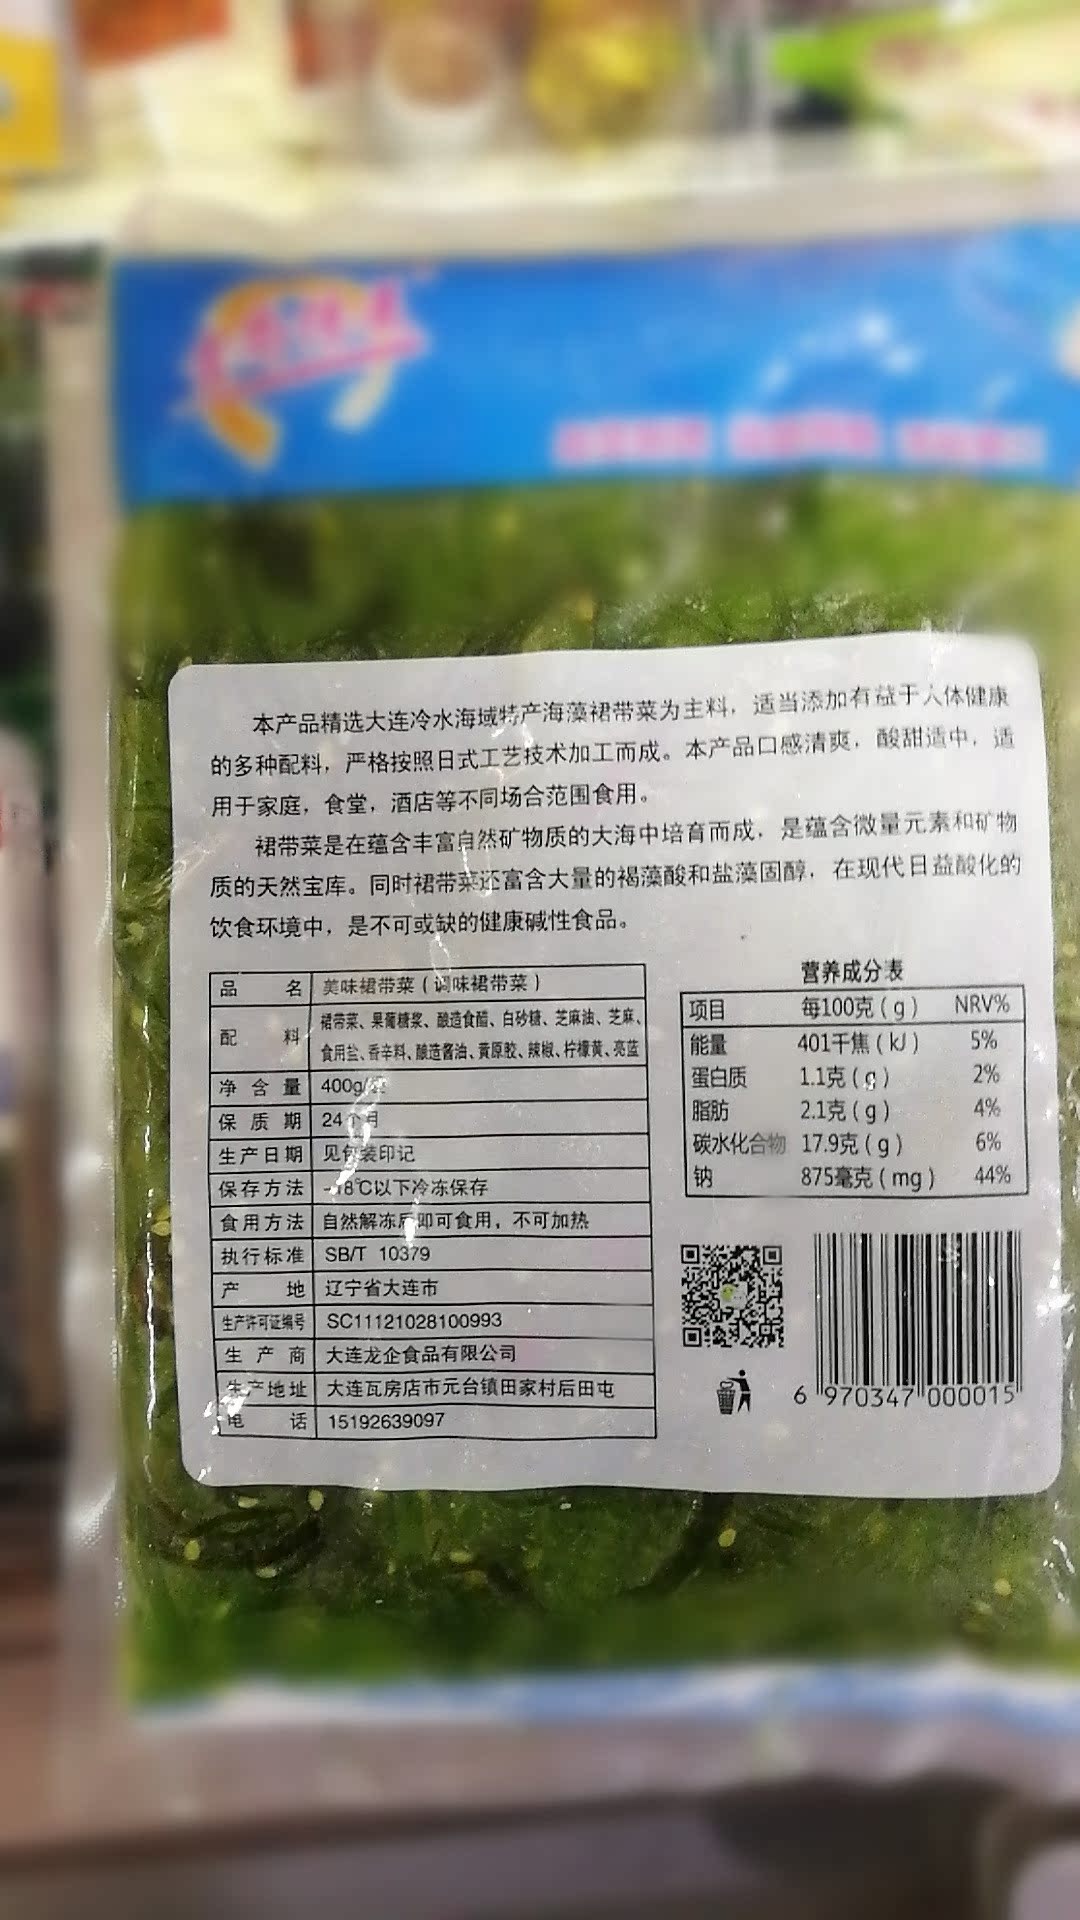 本产品精选大连冷水海域特产海藻裙带菜为主料，适当添加有益于人体健康
的多种配料，严格按照日式工艺技术加工而成。本产品口感清爽，酸甜适中，适
用于家庭，食堂，酒店等不同场合范围食用。
裙带菜是在蕴含丰富自然矿物质的大海中培育而成，是蕴含微量元素和矿物
质的天然宝库。同时裙带菜还富含大量的褐藻酸和盐藻固醇，在现代日益酸化的
饮食环境中，是不可或缺的健康碱性食品。
品名 美味裙带菜（调味裙带菜）
配料 裙带菜、果葡糖浆、酿造食醋、白砂糖、芝麻油、芝麻、
食用盐、香辛料、酿造酱油、黄原胶、辣椒、柠檬黄、亮蓝
净含量 400g/
保质期 24个月
生产日期 见包装印记
保存方法 -18℃以下冷冻保存
食用方法 自然解冻后即可食用，不可加热
执行标准 SB/T 10379
产地 辽宁省大连市
生产许可证编号 SC11121028100993
生产商 大连龙企食品有限公司
生产地址 大连瓦房店市元台镇田家村后田屯
电话 15192639097
营养成分表
项目 每100克(g) NRV%
能量 401千焦(kJ) 5%
蛋白质 1.1克(g) 2%
脂肪 2.1克(g) 4%
碳水化合物 17.9克(g) 6%
钠 875毫克(mg) 44%
6 970347 000015